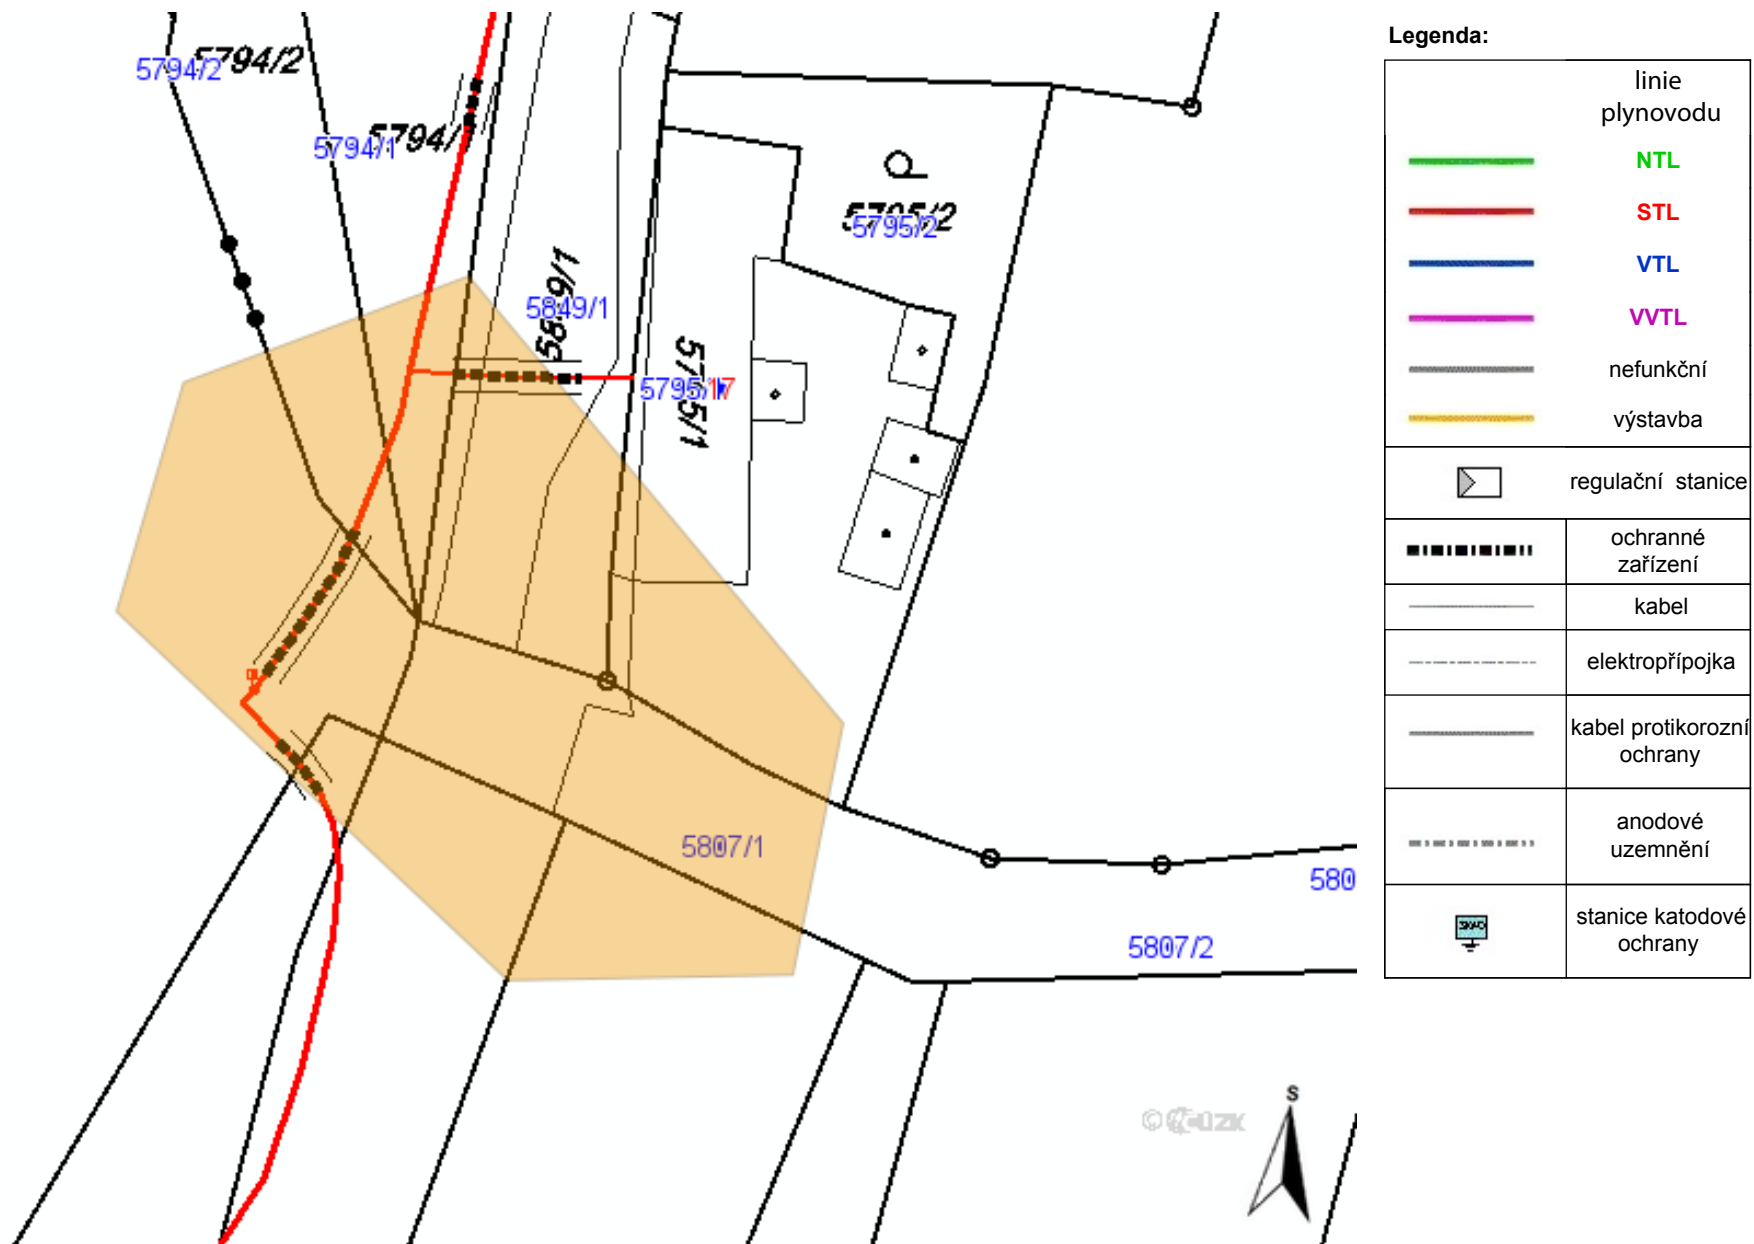 5794/2
5794/2
5794/1
5794/1
5795/2
5795/2
5849/1
5849/1
5795/1
5795/17
5807/1
580
5807/2
S
Legenda:
linie
plynovodu
NTL
STL
VTL
VVTL
nefunkční
výstavba
regulační stanice
ochranné
zařízení
kabel
elektropřípojka
kabel protikorozní
ochrany
anodové
uzemnění
SKAO
stanice katodové
ochrany